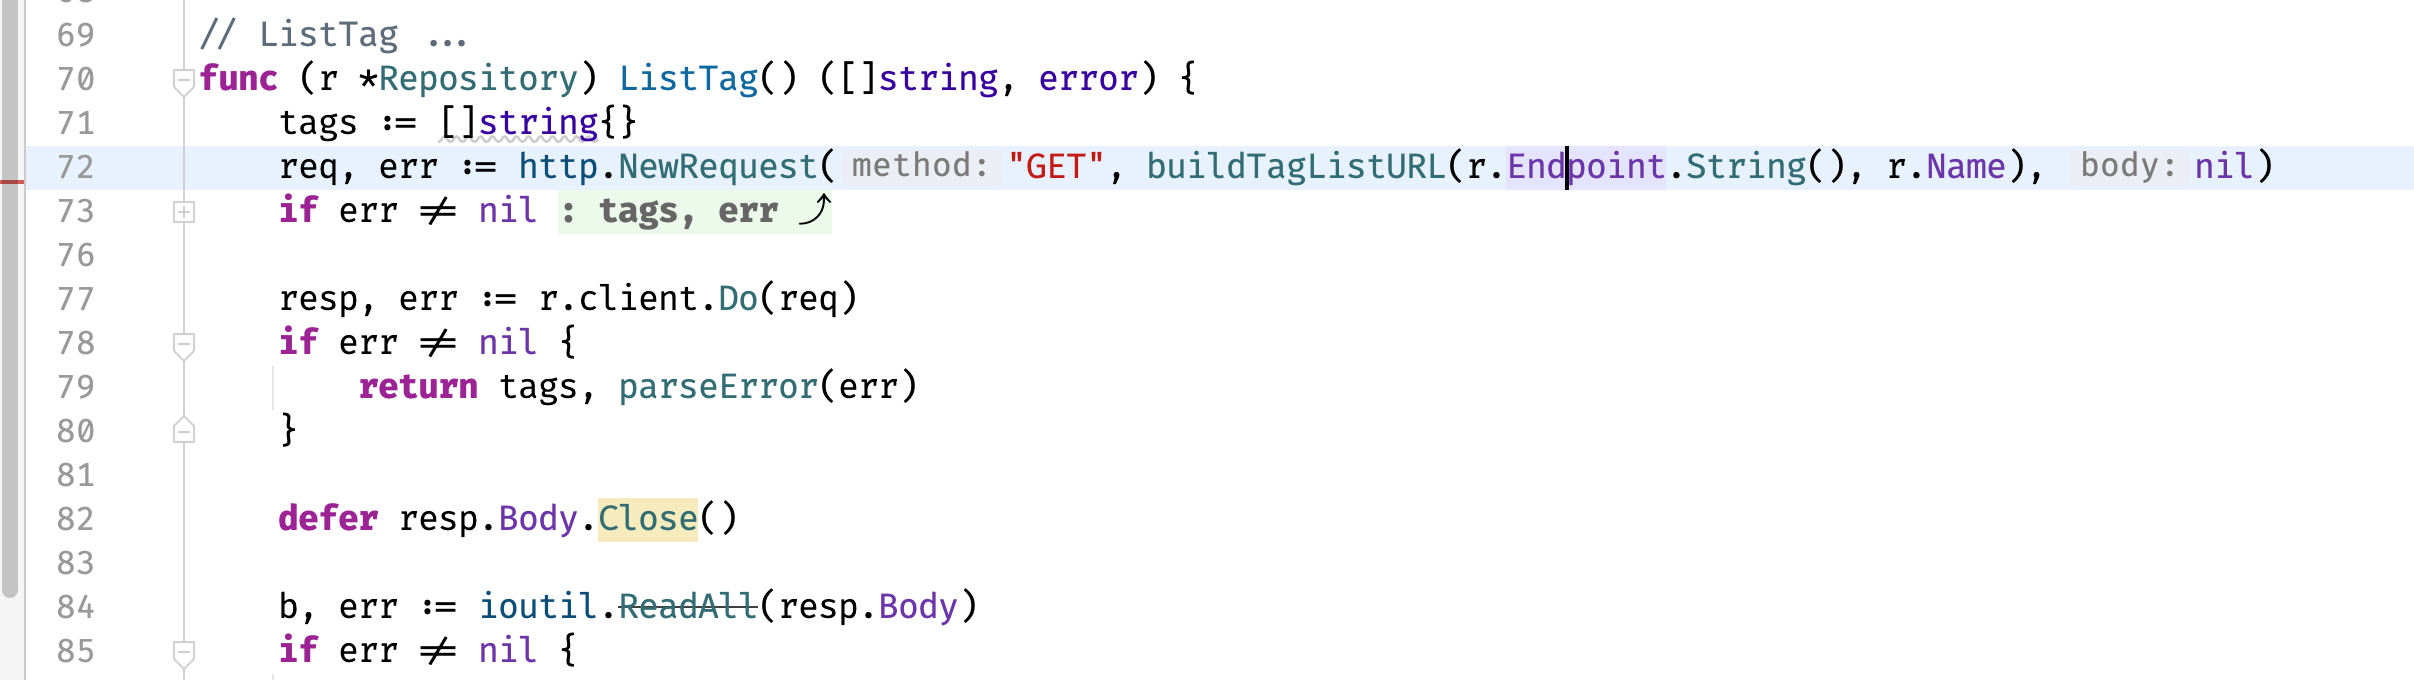 69 // ListTag ...
70 func (r *Repository) ListTag() ([]string, error) {
71 tags := []string{}
72 req, err := http.NewRequest( method: "GET", buildTagListURL(r.Endpoint.String(), r.Name), body: nil)
73 if err ≠ nil : tags, err ⤴
76
77 resp, err := r.client.Do(req)
78 if err ≠ nil {
79 return tags, parseError(err)
80 }
81
82 defer resp.Body.Close()
83
84 b, err := ioutil.ReadAll(resp.Body)
85 if err ≠ nil {